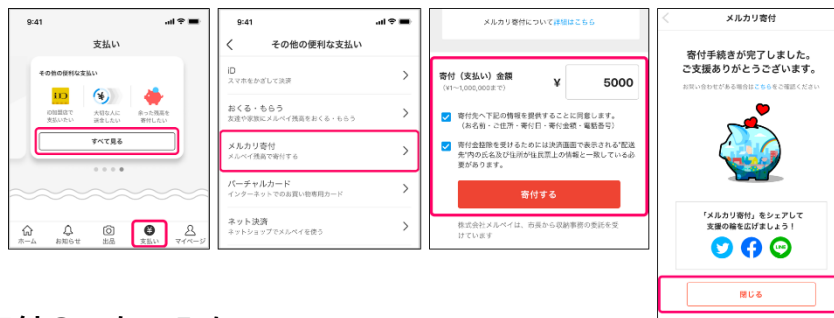 9:41
支払い
その他の便利な支払い
iD
iD加盟店で
支払いたい
大切な人に
送金したい
余った残高を
寄付したい
すべて見る
ホーム
お知らせ
出品
支払い
マイページ
9:41
その他の便利な支払い
iD
スマホをかざして決済
おくる・もらう
友達や家族にメルペイ残高をおくる・もらう
メルカリ寄付
メルペイ残高で寄付する
バーチャルカード
インターネットでのお買い物専用カード
ネット決済
ネットショップでメルペイを使う
メルカリ寄付について詳細はこちら
寄付（支払い）金額
(¥1~1,000,000まで)
¥ 5000
寄付先へ下記の情報を提供することに同意します。
（お名前・ご住所・寄付日・寄付金額・電話番号）
寄付金控除を受けるためには決済画面で表示される"配送
先"内の氏名及び住所が住民票上の情報と一致している必
要があります。
寄付する
株式会社メルペイは、市長から収納事務の委託を受
けています
メルカリ寄付
寄付手続きが完了しました。
ご支援ありがとうございます。
お問い合わせがある場合はこちらをご確認ください
「メルカリ寄付」をシェアして
支援の輪を広げましょう！
LINE
閉じる